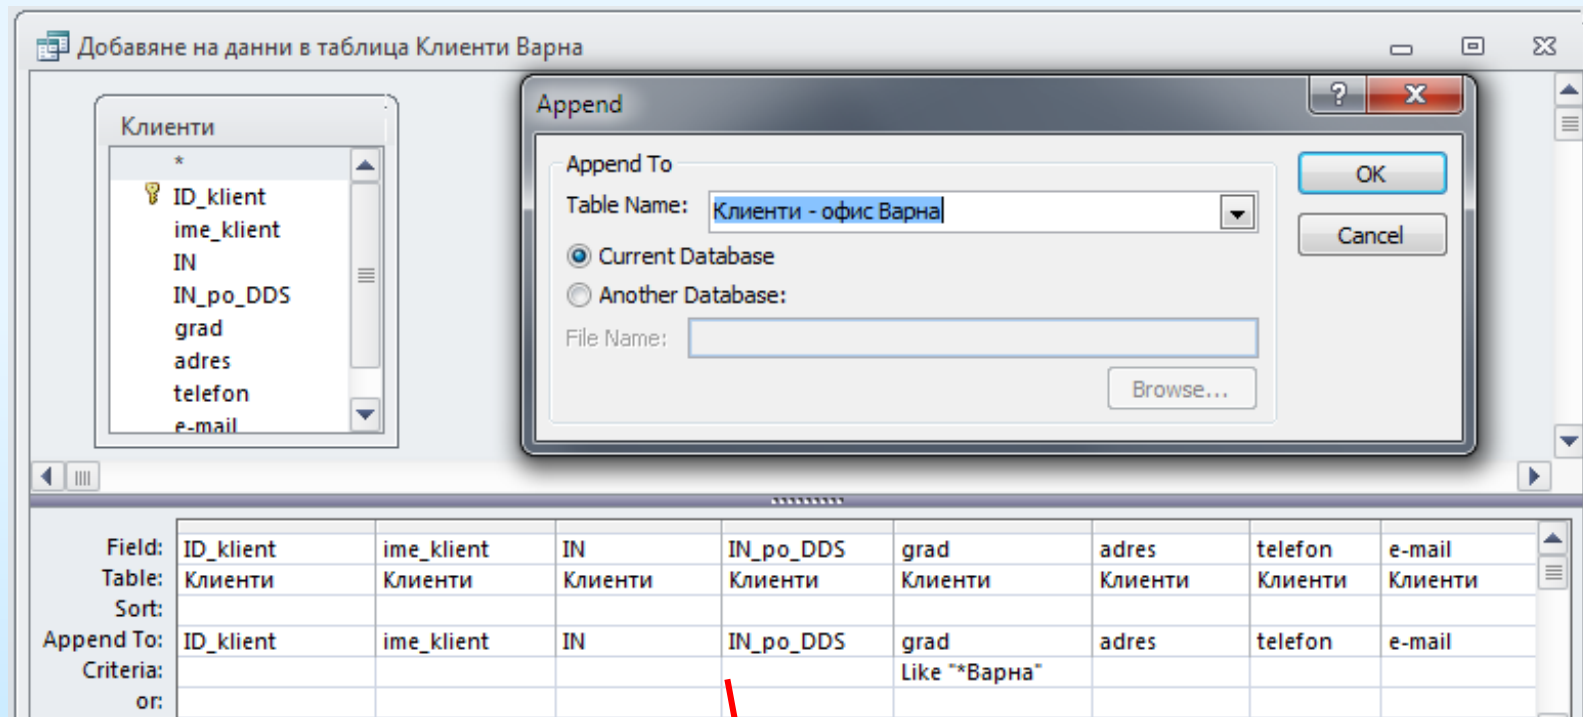 Добавяне на данни в таблица Клиенти Варна
Клиенти
*
ID_klient
ime_klient
IN
IN_po_DDS
grad
adres
telefon
e-mail
Append
?
Append To
Table Name: Клиенти - офис Варна
Current Database
Another Database:
File Name:
Browse...
OK
Cancel
Field: ID_klient ime_klient IN IN_po_DDS grad adres telefon e-mail
Table: Клиенти Клиенти Клиенти Клиенти Клиенти Клиенти Клиенти Клиенти
Sort:
Append To: ID_klient ime_klient IN IN_po_DDS grad adres telefon e-mail
Criteria: Like "*Варна"
or: